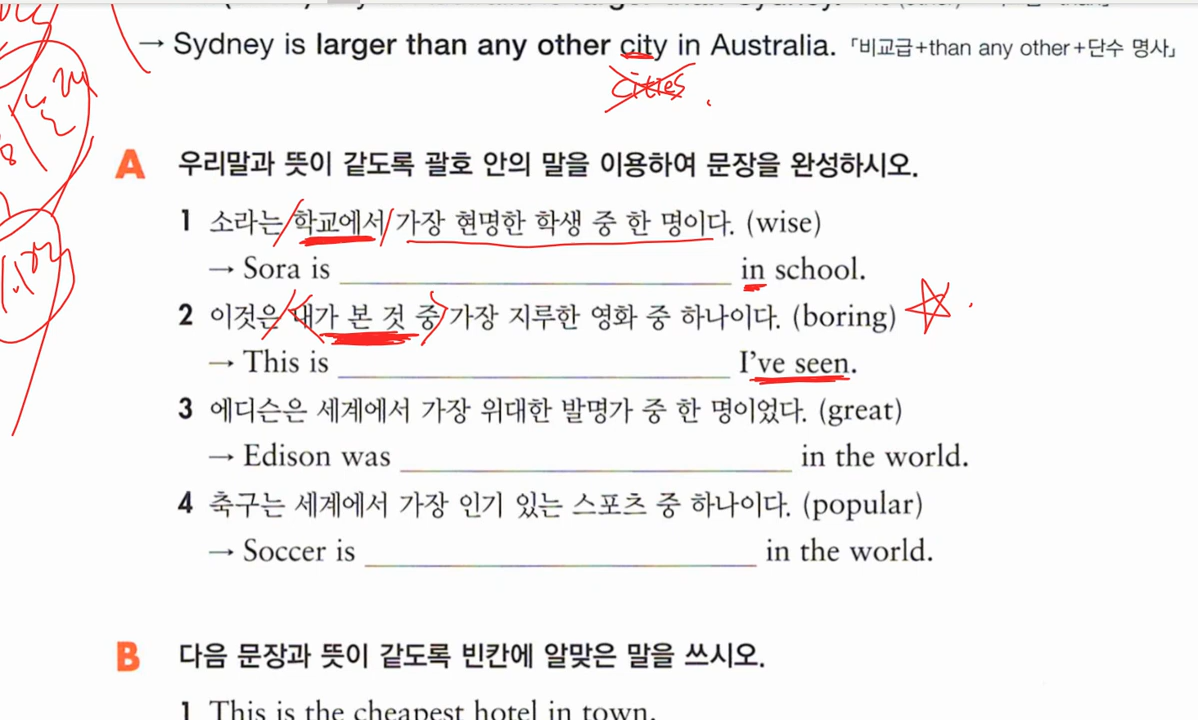 → Sydney is larger than any other city in Australia. 「비교급+than any other+단수 명사」
cities
A 우리말과 뜻이 같도록 괄호 안의 말을 이용하여 문장을 완성하시오.
1 소라는 학교에서 가장 현명한 학생 중 한 명이다. (wise)
→ Sora is ____ in school.
2 이것은 내가 본 것 중 가장 지루한 영화 중 하나이다. (boring)
→ This is ____ I've seen.
3 에디슨은 세계에서 가장 위대한 발명가 중 한 명이었다. (great)
→ Edison was ____ in the world.
4 축구는 세계에서 가장 인기 있는 스포츠 중 하나이다. (popular)
→ Soccer is ____ in the world.
B 다음 문장과 뜻이 같도록 빈칸에 알맞은 말을 쓰시오.
1 This is the cheapest hotel in town.